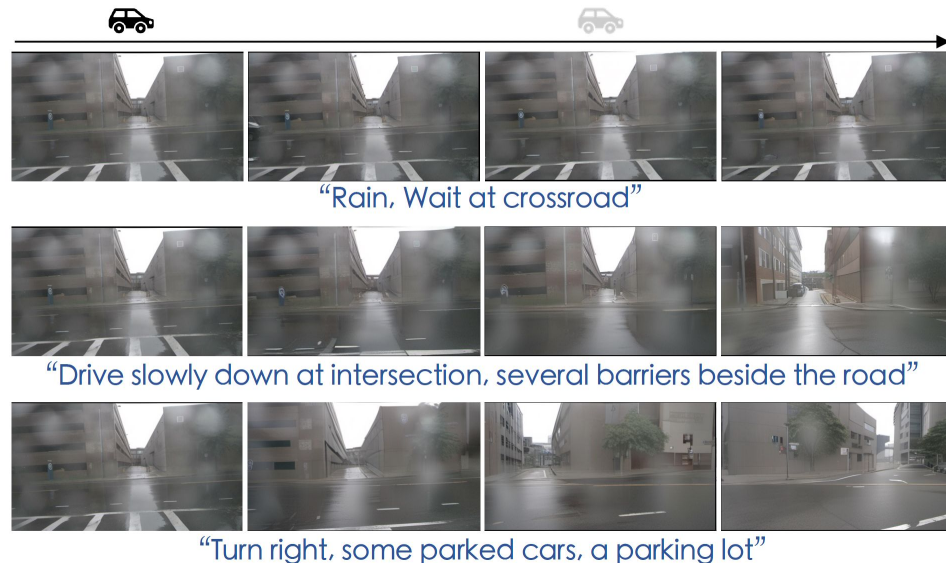 “Rain, Wait at crossroad”
“Drive slowly down at intersection, several barriers beside the road”
“Turn right, some parked cars, a parking lot”